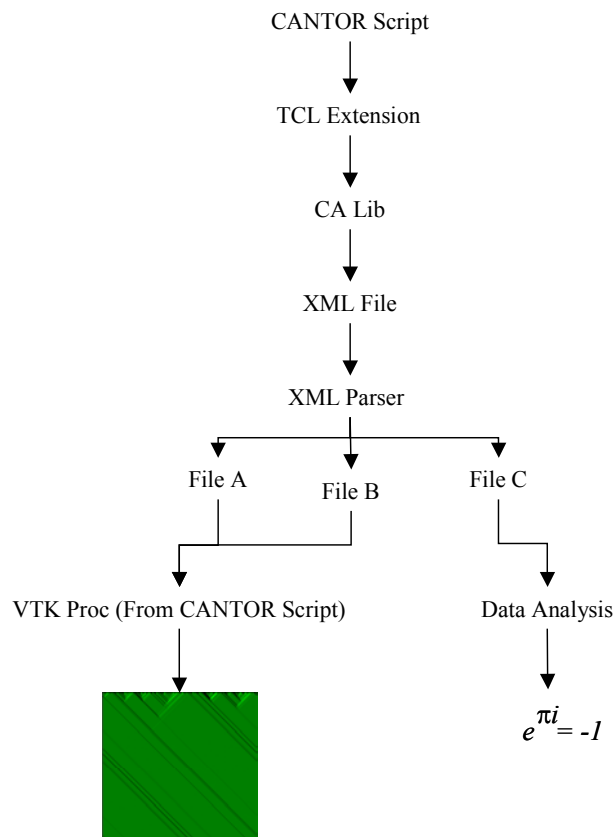 CANTOR Script
TCL Extension
CA Lib
XML File
XML Parser
File A
File B
File C
VTK Proc (From CANTOR Script)
Data Analysis
e^{πi} = -1